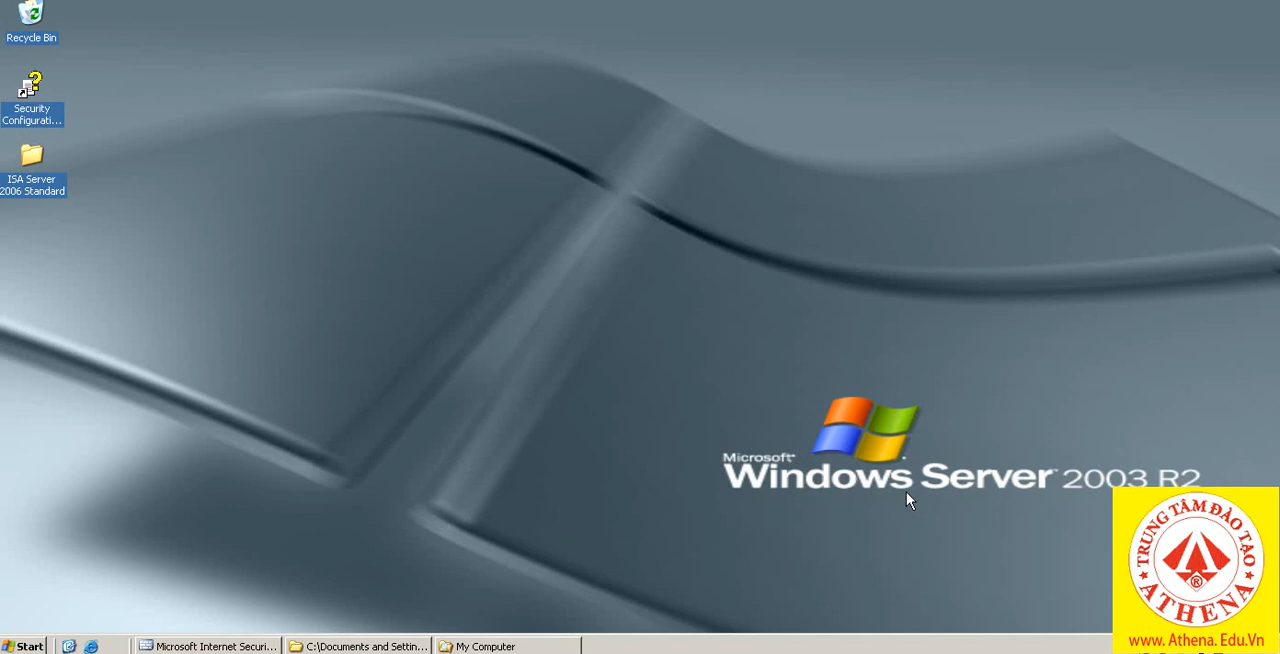 Recycle Bin
Security
Configurati...
ISA Server
2006 Standard
Microsoft
Windows Server 2003 R2
TRUNG TÂM ĐÀO TẠO
ATHENA
®
www.Athena.Edu.Vn
Start
Microsoft Internet Securi...
C:\Documents and Settin...
My Computer